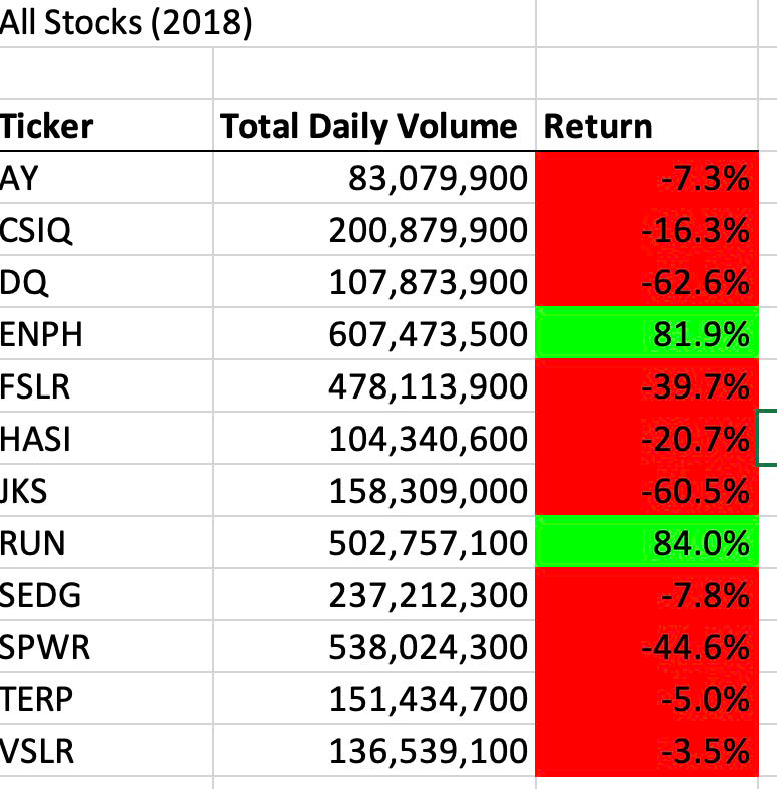 All Stocks (2018)
Ticker Total Daily Volume Return
AY 83,079,900 -7.3%
CSIQ 200,879,900 -16.3%
DQ 107,873,900 -62.6%
ENPH 607,473,500 81.9%
FSLR 478,113,900 -39.7%
HASI 104,340,600 -20.7%
JKS 158,309,000 -60.5%
RUN 502,757,100 84.0%
SEDG 237,212,300 -7.8%
SPWR 538,024,300 -44.6%
TERP 151,434,700 -5.0%
VSLR 136,539,100 -3.5%